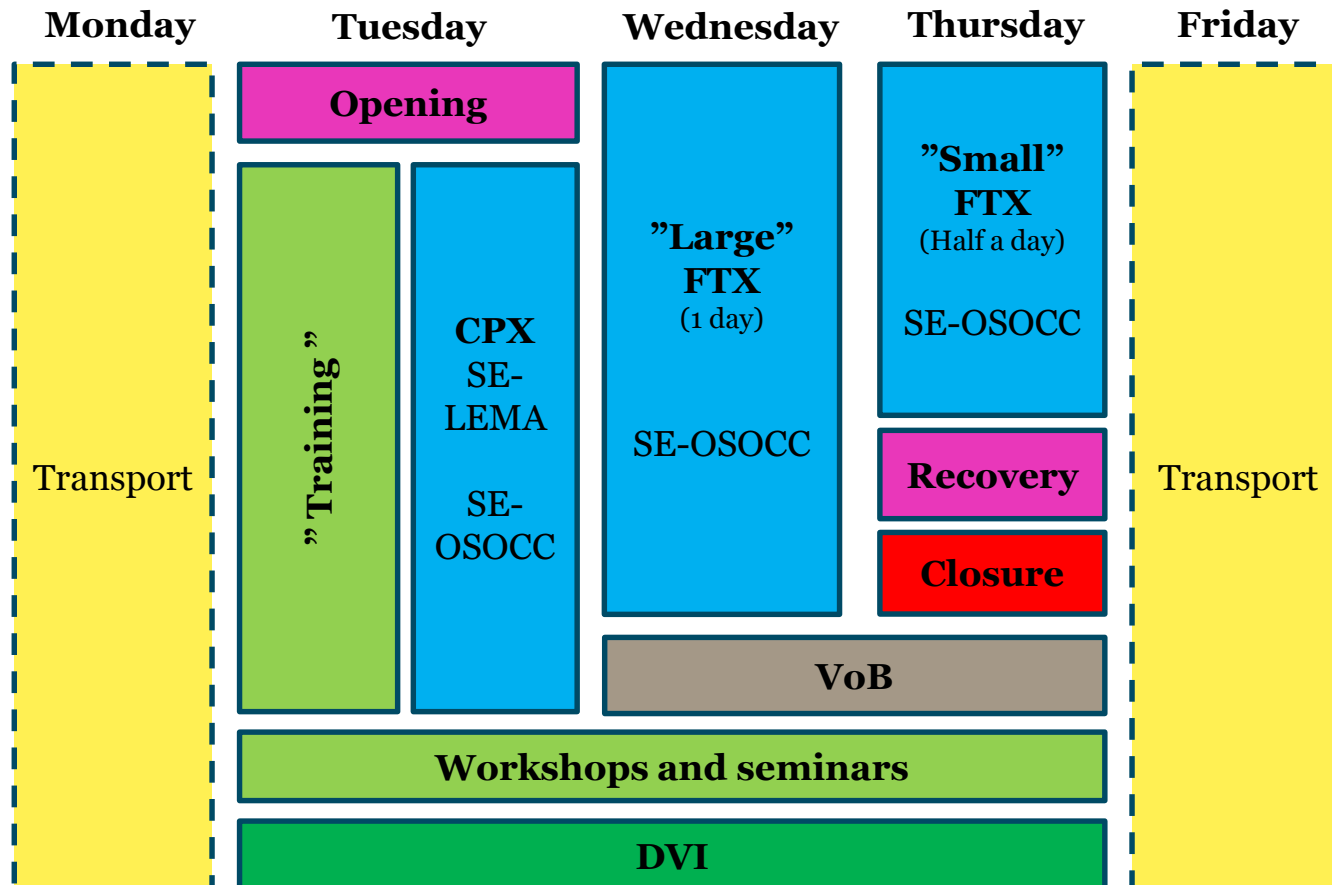 Monday
Tuesday
Wednesday
Thursday
Friday
Transport
Opening
” Training ”
CPX
SE-
LEMA
SE-
OSOCC
”Large”
FTX
(1 day)
SE-OSOCC
”Small”
FTX
(Half a day)
SE-OSOCC
Recovery
Closure
Transport
VoB
Workshops and seminars
DVI